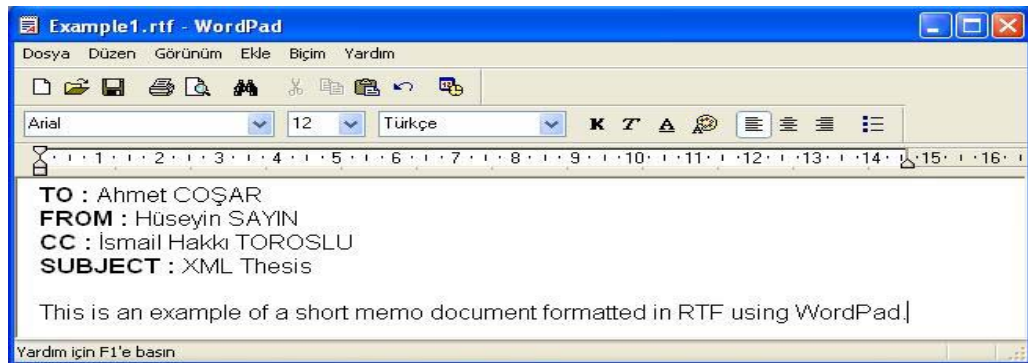 Example1.rtf - WordPad
Dosya Düzen Görünüm Ekle Biçim Yardım
Arial 12 Türkçe K T A
1 2 3 4 5 6 7 8 9 10 11 12 13 14 15 16
TO : Ahmet COŞAR
FROM : Hüseyin SAYIN
CC : İsmail Hakkı TOROSLU
SUBJECT : XML Thesis
This is an example of a short memo document formatted in RTF using WordPad.
Yardım için F1'e basın